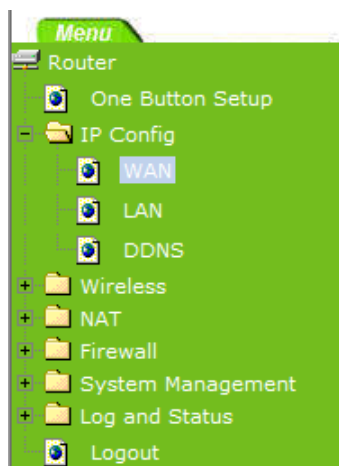 Menu
Router
One Button Setup
IP Config
WAN
LAN
DDNS
Wireless
NAT
Firewall
System Management
Log and Status
Logout